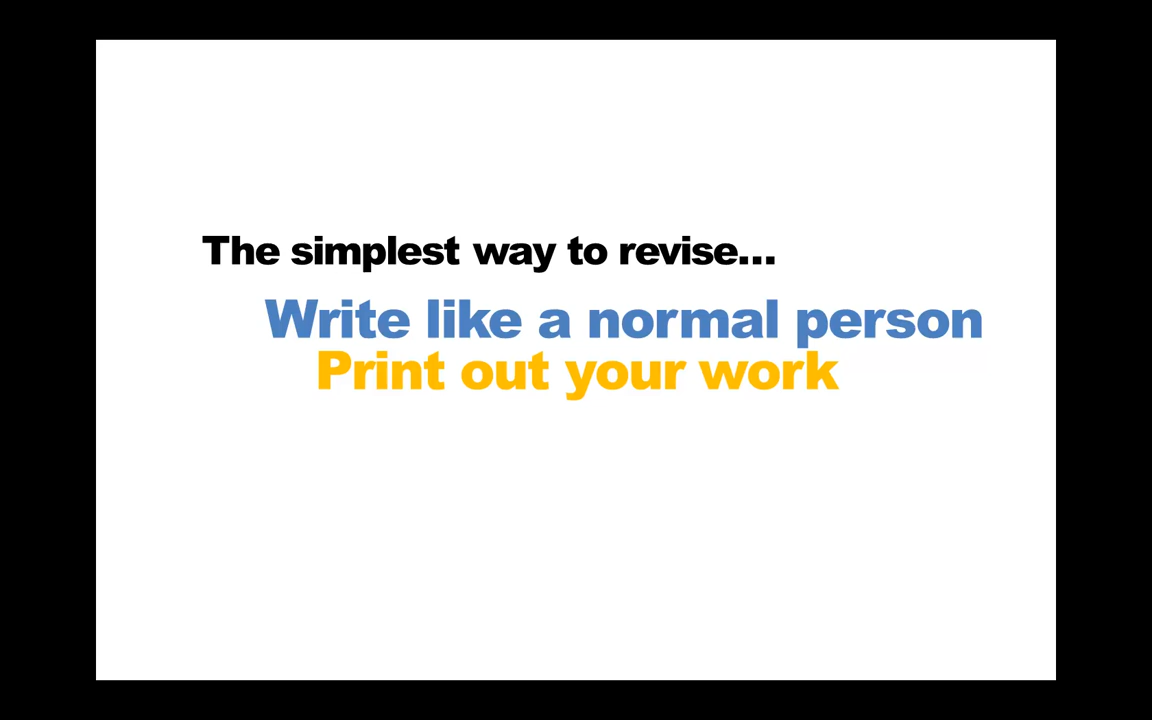 The simplest way to revise...
Write like a normal person
Print out your work